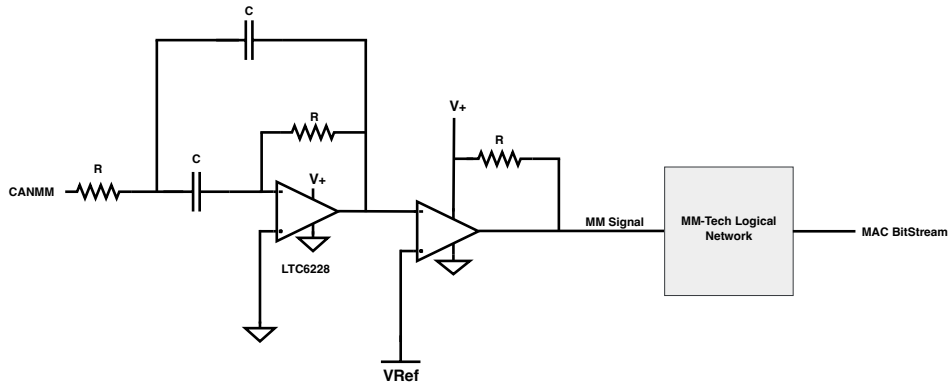 C
V+
R
R
C
R
CANMM
V+
LTC6228
MM Signal
MM-Tech Logical
Network
MAC BitStream
VRef